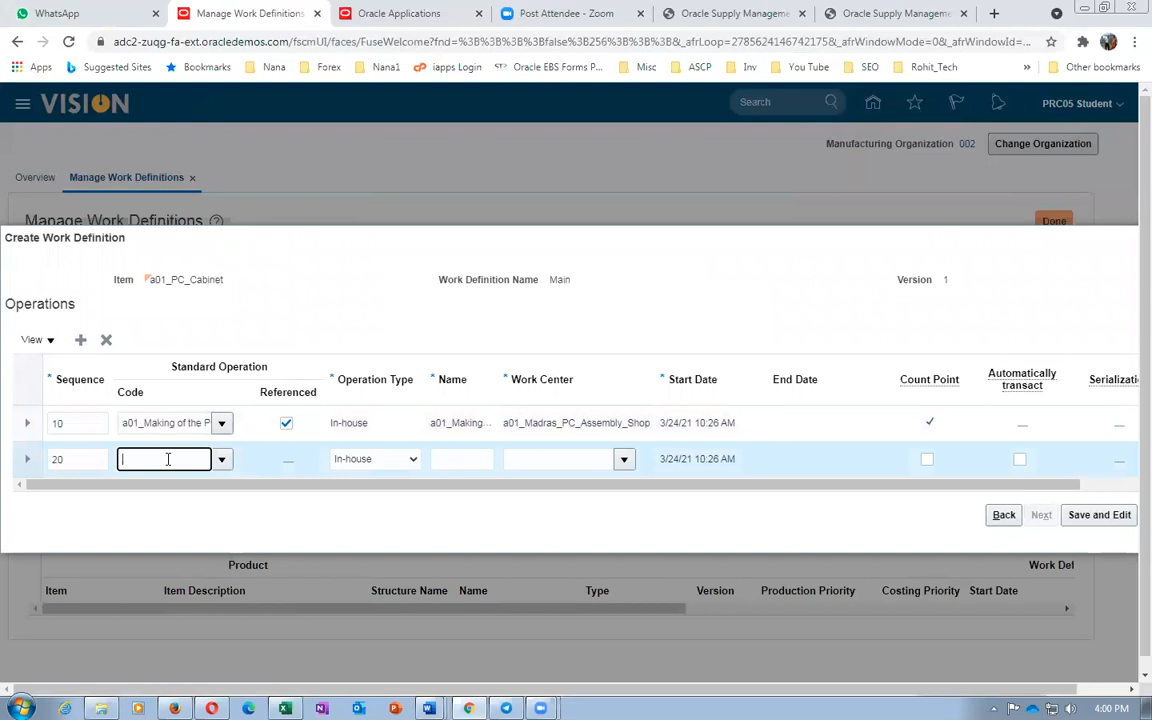 WhatsApp
Manage Work Definitions
Oracle Applications
Post Attendee - Zoom
Oracle Supply Manageme
Oracle Supply Manageme
adc2-zuqg-fa-ext.oracledemos.com/fscmUI/faces/FuseWelcome?fnd=%3B%3B%3B%3Bfalse%3B256%3B%3B%3B&_afrLoop=27856241467421758&_afrWindowMode=0&_afrWindowId=...
Apps
Suggested Sites
Bookmarks
Nana
Forex
Nana1
iapps Login
Oracle EBS Forms P...
Misc
ASCP
Inv
You Tube
SEO
Rohit_Tech
»
Other bookmarks
VISION
Search
PRC05 Student
Manufacturing Organization 002
Change Organization
Overview
Manage Work Definitions ×
Manage Work Definitions
Done
Create Work Definition
Item a01_PC_Cabinet
Work Definition Name Main
Version 1
Operations
View
Standard Operation
* Sequence
Code
Referenced
* Operation Type
* Name
* Work Center
* Start Date
End Date
Count Point
Automatically transact
Serializatio
10
a01_Making of the P
In-house
a01_Making...
a01_Madras_PC_Assembly_Shop
3/24/21 10:26 AM
20
In-house
3/24/21 10:26 AM
Back
Next
Save and Edit
Product
Work Def
Item
Item Description
Structure Name
Name
Type
Version
Production Priority
Costing Priority
Start Date
4:00 PM